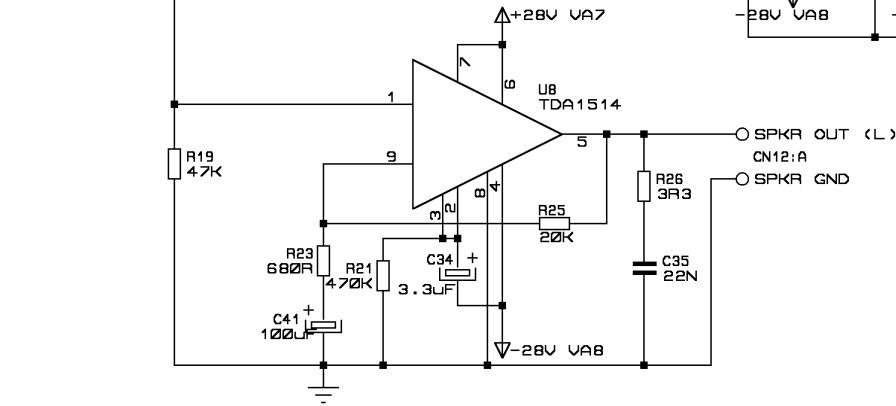 +28V VA7
-28V VA8
7
6
U8
TDA1514
1
5
SPKR OUT (L)
CN12:A
R19
47K
9
R26
3R3
SPKR GND
8
4
3
2
R25
20K
R23
680R
R21
470K
C34 +
3.3uF
C35
22N
+
C41
100uF
-28V VA8